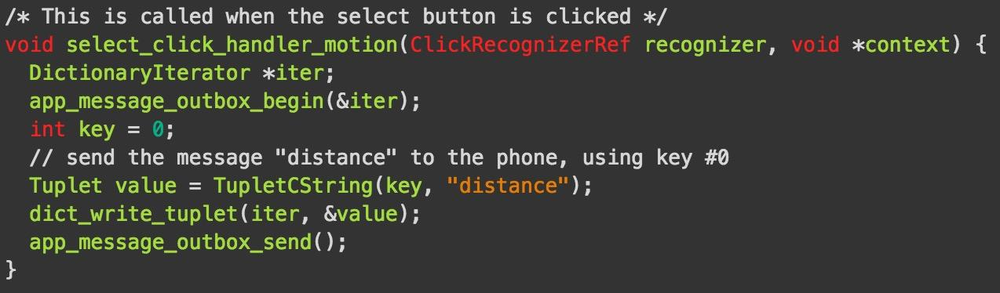 /* This is called when the select button is clicked */
void select_click_handler_motion(ClickRecognizerRef recognizer, void *context) {
  DictionaryIterator *iter;
  app_message_outbox_begin(&iter);
  int key = 0;
  // send the message "distance" to the phone, using key #0
  Tuplet value = TupletCString(key, "distance");
  dict_write_tuplet(iter, &value);
  app_message_outbox_send();
}